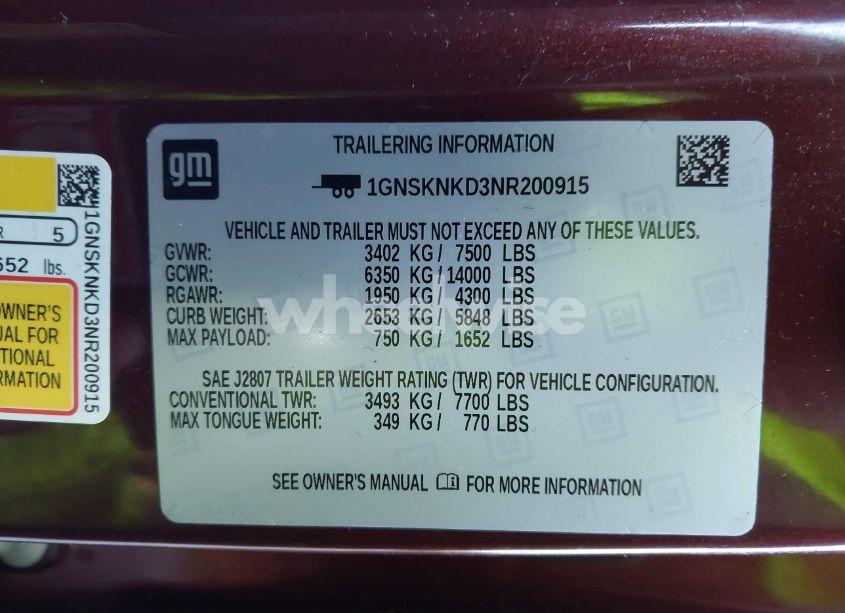 gm
TRAILERING INFORMATION
1GNSKNKD3NR200915
VEHICLE AND TRAILER MUST NOT EXCEED ANY OF THESE VALUES.
GVWR: 3402 KG/ 7500 LBS
GCWR: 6350 KG/14000 LBS
RGAWR: 1950 KG/ 4300 LBS
CURB WEIGHT: 2653 KG/ 5848 LBS
MAX PAYLOAD: 750 KG/ 1652 LBS
SAE J2807 TRAILER WEIGHT RATING (TWR) FOR VEHICLE CONFIGURATION.
CONVENTIONAL TWR: 3493 KG/ 7700 LBS
MAX TONGUE WEIGHT: 349 KG/ 770 LBS
SEE OWNER'S MANUAL FOR MORE INFORMATION
R 5
652 lbs.
OWNER'S
UAL FOR
TIONAL
RMATION
1GNSKNKD3NR200915
wheelwise